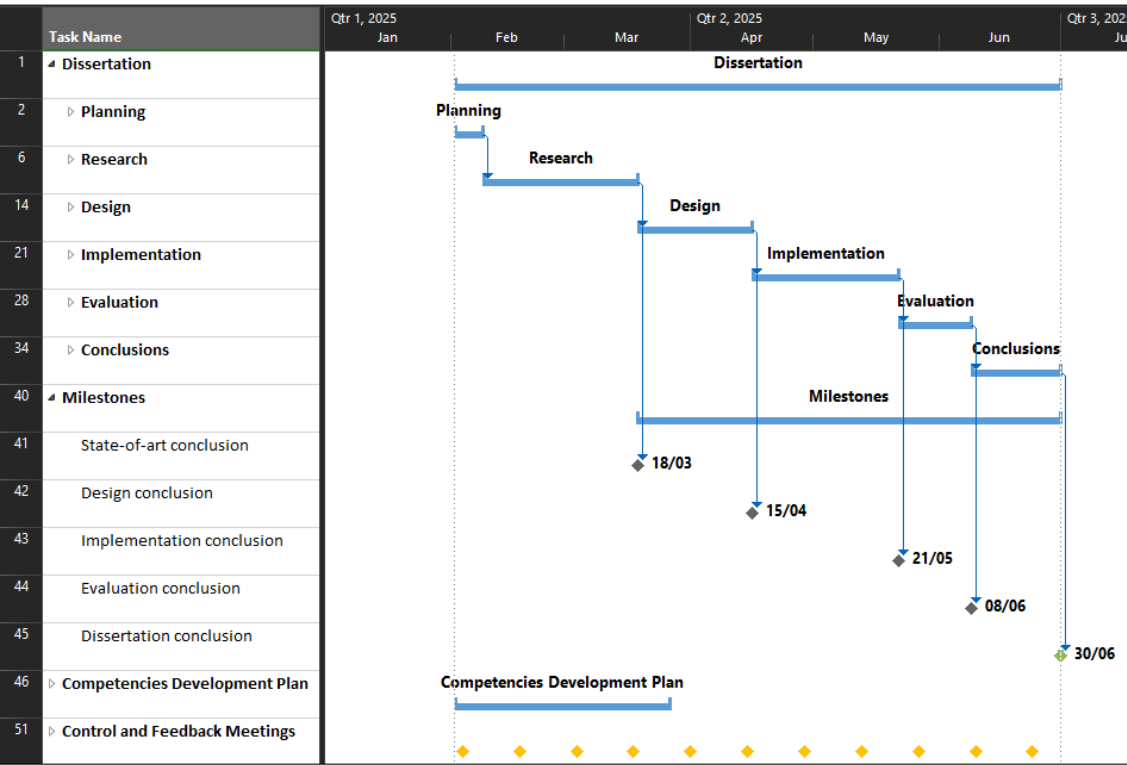 Qtr 1, 2025 Qtr 2, 2025 Qtr 3, 202
Task Name Jan Feb Mar Apr May Jun
1 Dissertation Dissertation
2 Planning Planning
6 Research Research
14 Design Design
21 Implementation Implementation
28 Evaluation Evaluation
34 Conclusions Conclusions
40 Milestones Milestones
41 State-of-art conclusion 18/03
42 Design conclusion 15/04
43 Implementation conclusion 21/05
44 Evaluation conclusion 08/06
45 Dissertation conclusion 30/06
46 Competencies Development Plan Competencies Development Plan
51 Control and Feedback Meetings